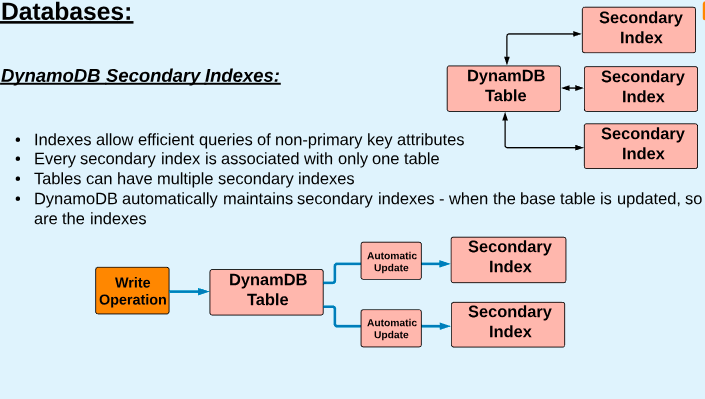 Databases:
DynamoDB Secondary Indexes:
Secondary
Index
DynamDB
Table
Secondary
Index
Secondary
Index
• Indexes allow efficient queries of non-primary key attributes
• Every secondary index is associated with only one table
• Tables can have multiple secondary indexes
• DynamoDB automatically maintains secondary indexes - when the base table is updated, so
are the indexes
Write
Operation
DynamDB
Table
Automatic
Update
Secondary
Index
Automatic
Update
Secondary
Index